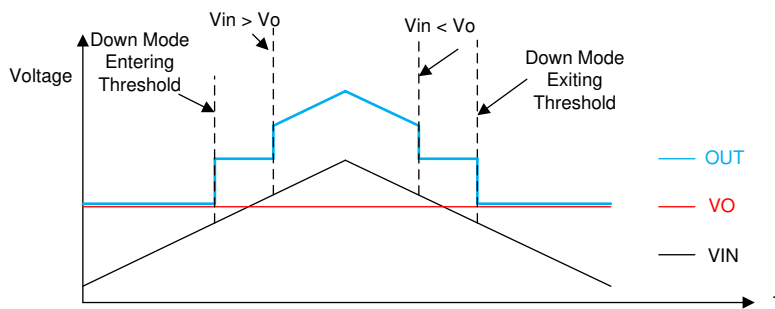 Vin > Vo
Down Mode
Entering
Threshold
Vin < Vo
Down Mode
Exiting
Threshold
Voltage
OUT
VO
VIN